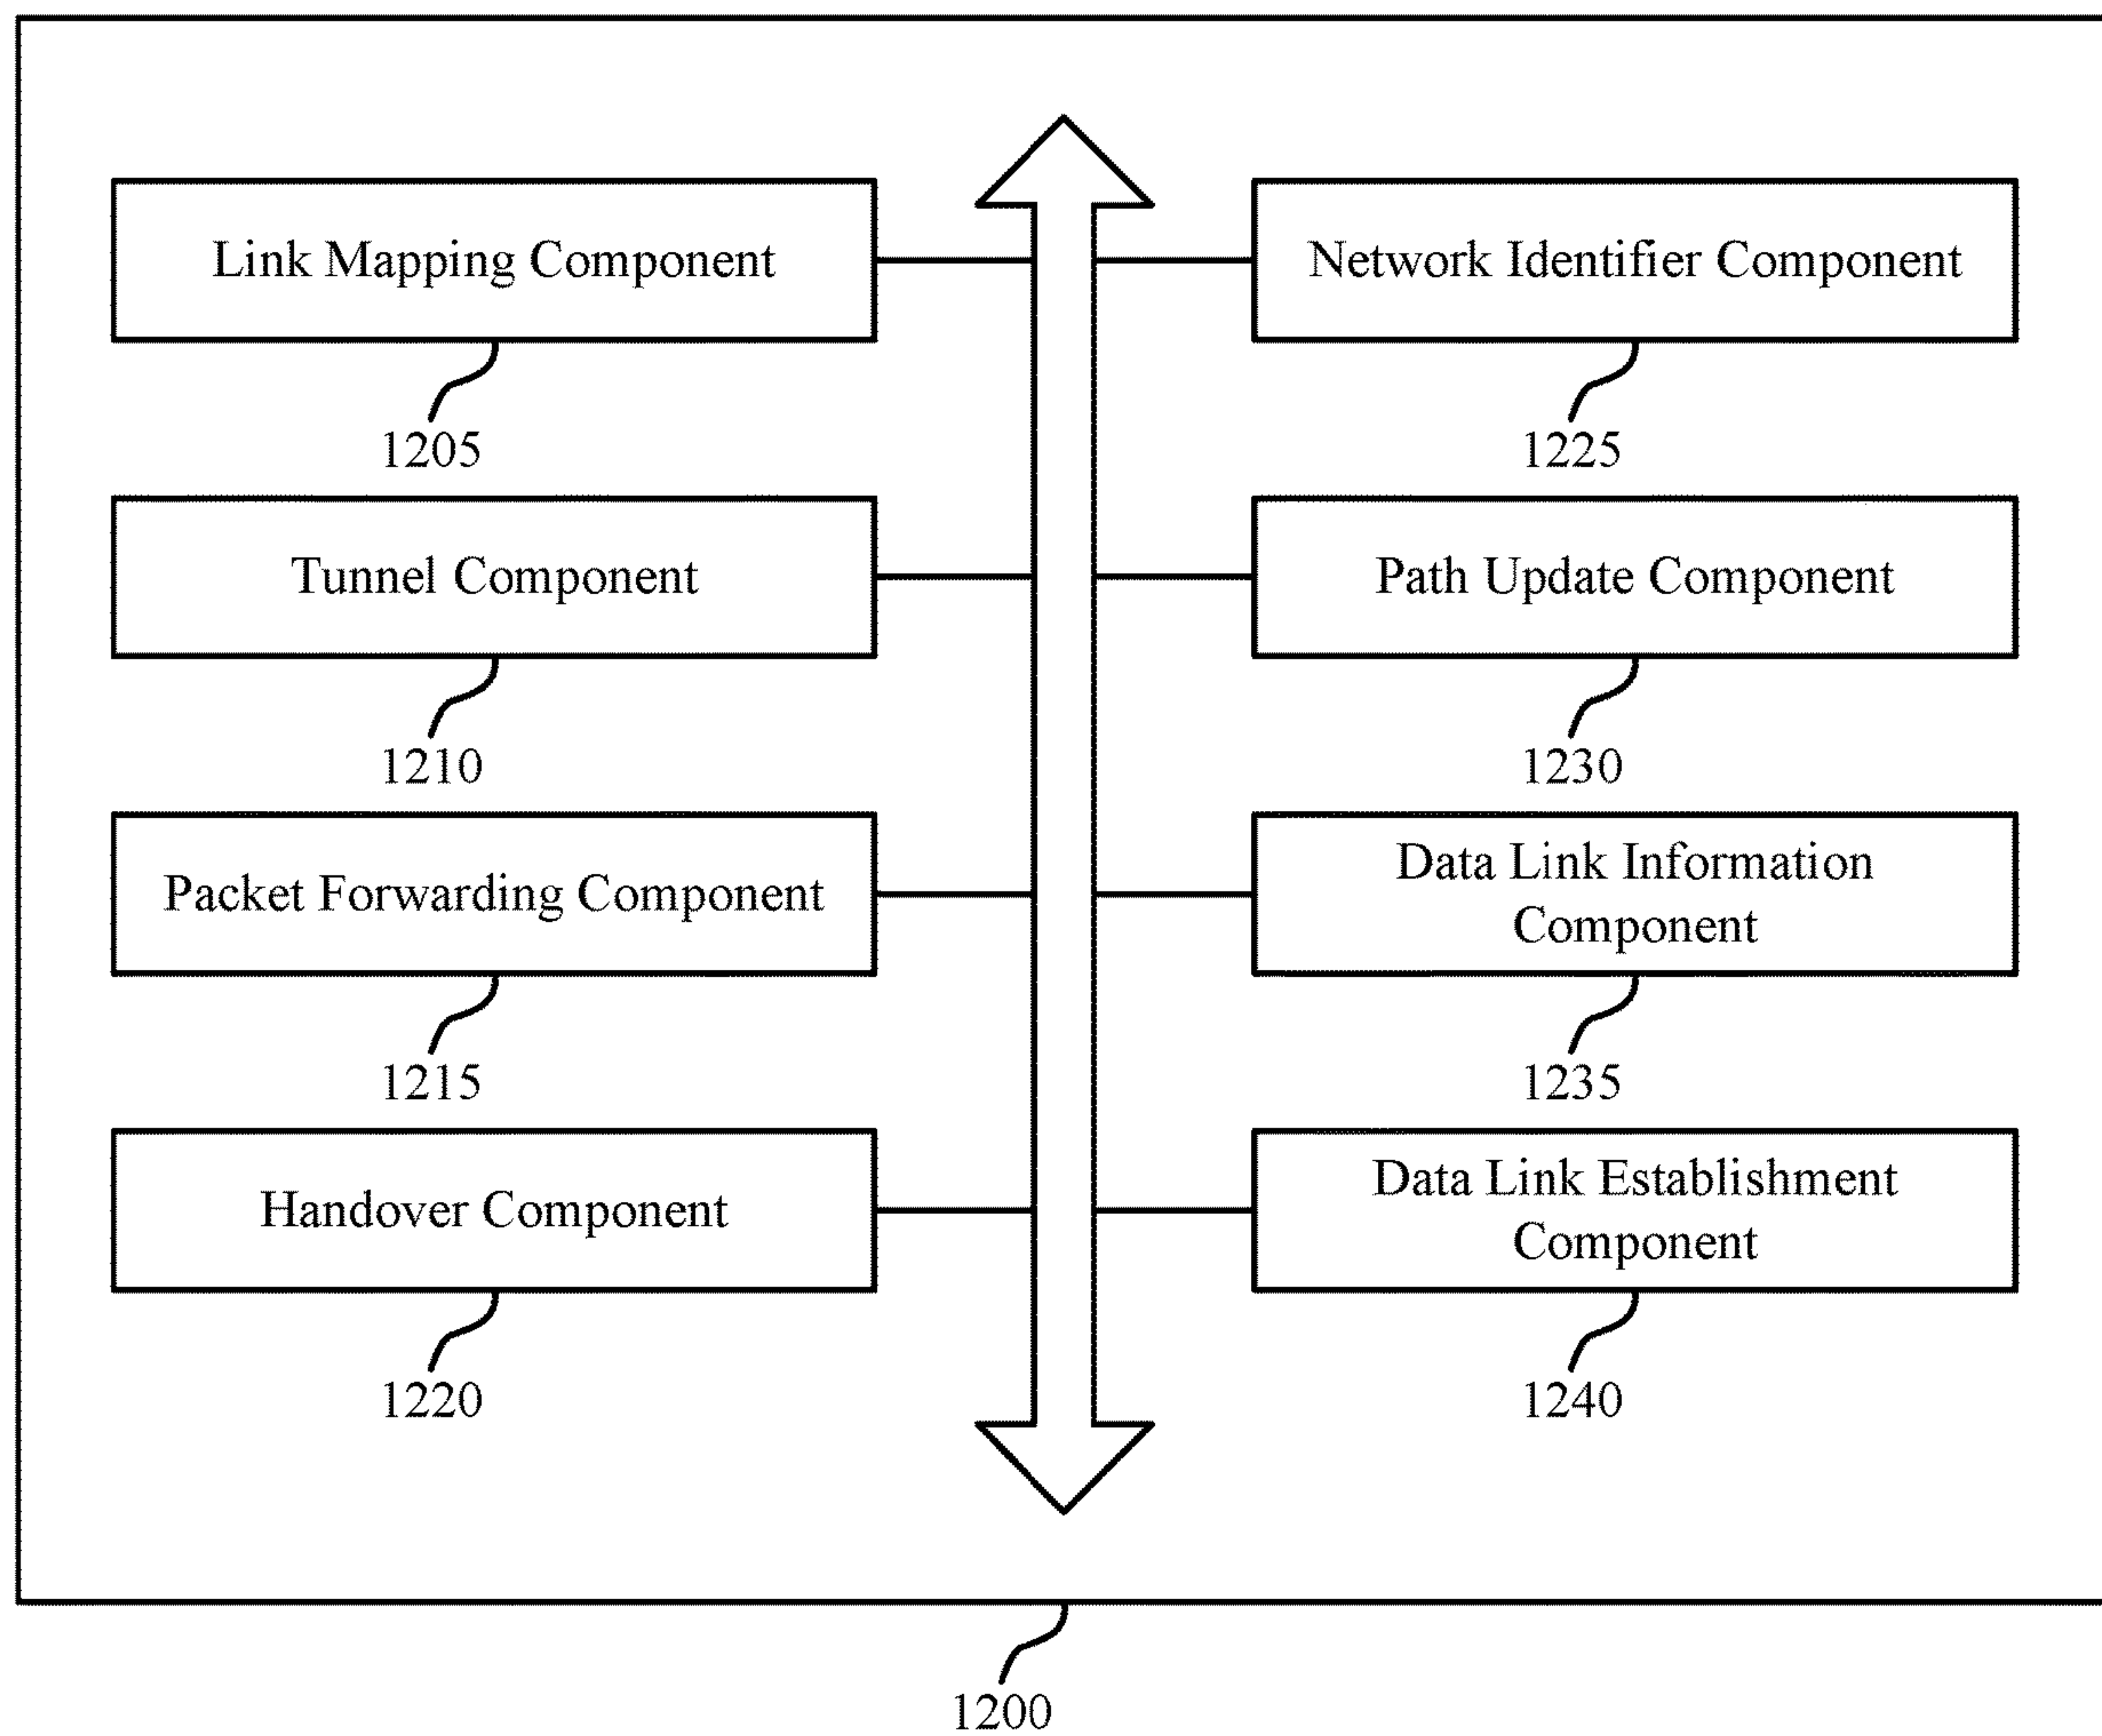 Link Mapping Component
1205
Tunnel Component
1210
Packet Forwarding Component
1215
Handover Component
1220
Network Identifier Component
1225
Path Update Component
1230
Data Link Information
Component
1235
Data Link Establishment
Component
1240
1200